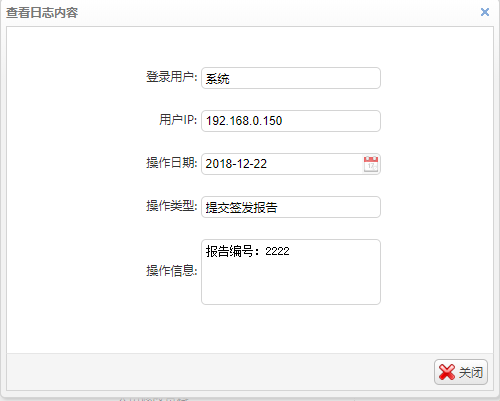 查看日志内容
登录用户: 系统
用户IP: 192.168.0.150
操作日期: 2018-12-22
操作类型: 提交签发报告
操作信息: 报告编号：2222
关闭